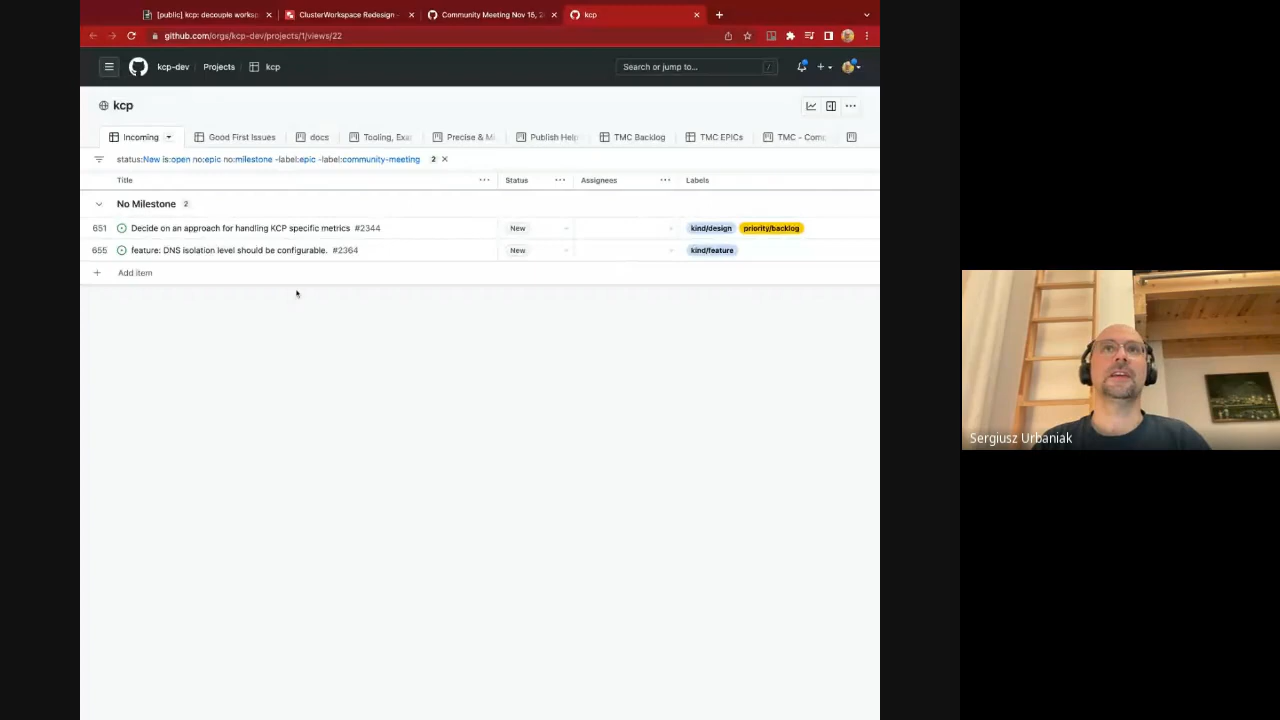 [public] kcp: decouple works
ClusterWorkspace Redesign -
Community Meeting Nov 15, 2
kcp
github.com/orgs/kcp-dev/projects/1/views/22
kcp-dev Projects kcp
Search or jump to... /
kcp
Incoming Good First Issues docs Tooling, Exa Precise & Mi Publish Help TMC Backlog TMC EPICs TMC - Com
status:New is:open no:epic no:milestone -label:epic -label:community-meeting 2
Title Status Assignees Labels
No Milestone 2
651 Decide on an approach for handling KCP specific metrics #2344 New kind/design priority/backlog
655 feature: DNS isolation level should be configurable. #2364 New kind/feature
+ Add item
Sergiusz Urbaniak